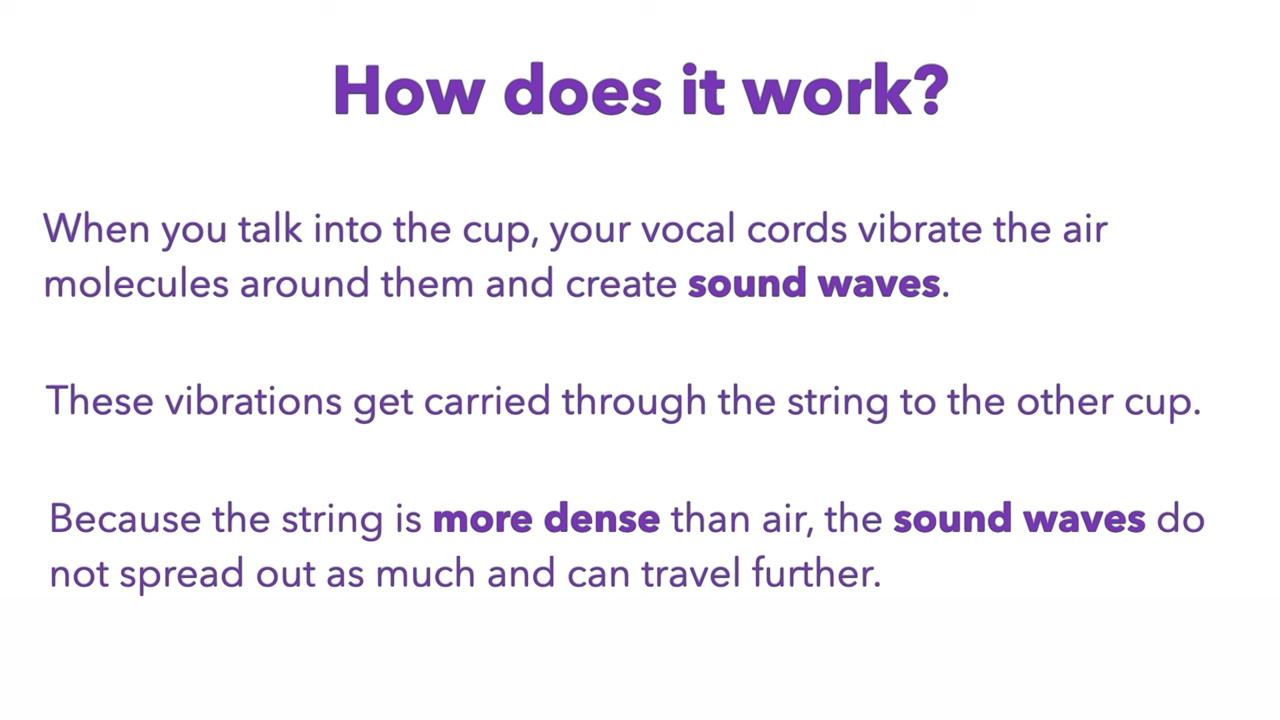 How does it work?
When you talk into the cup, your vocal cords vibrate the air
molecules around them and create sound waves.
These vibrations get carried through the string to the other cup.
Because the string is more dense than air, the sound waves do
not spread out as much and can travel further.